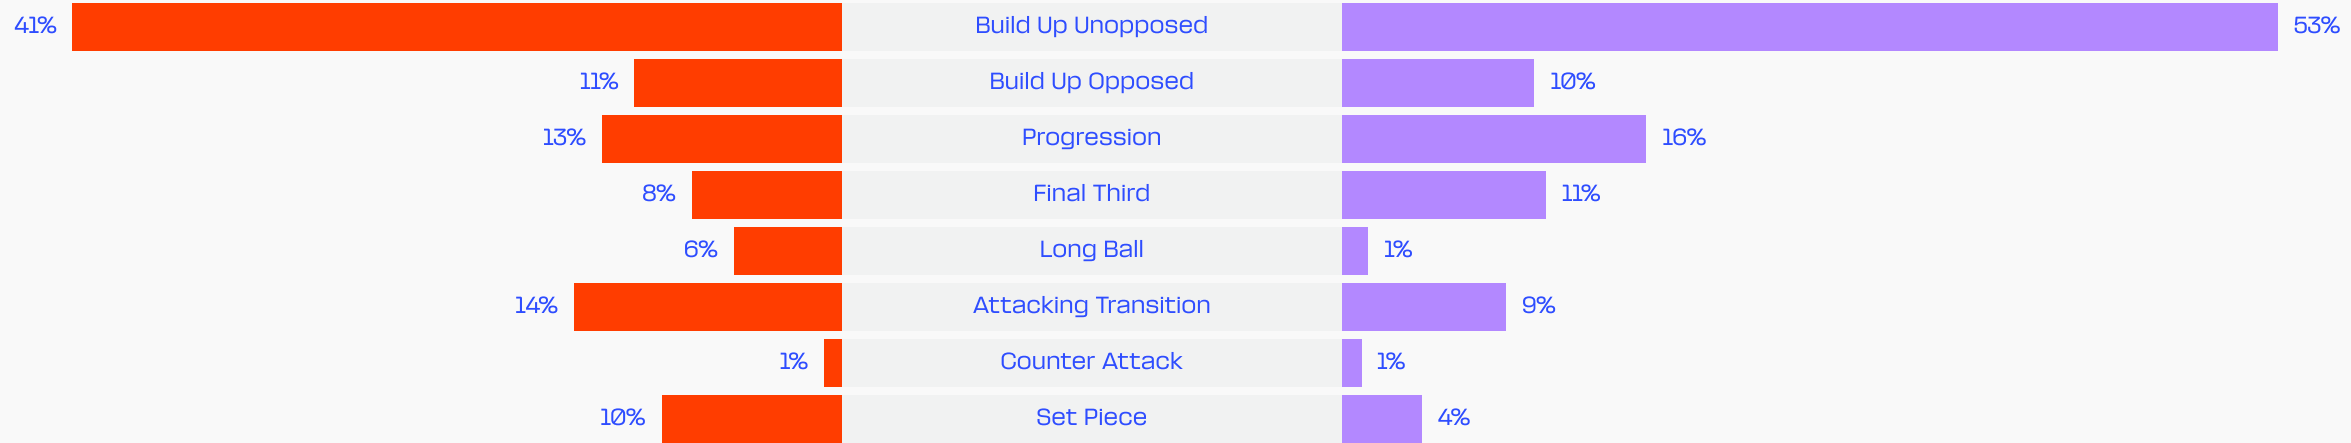 41% Build Up Unopposed 53%
11% Build Up Opposed 10%
13% Progression 16%
8% Final Third 11%
6% Long Ball 1%
14% Attacking Transition 9%
1% Counter Attack 1%
10% Set Piece 4%